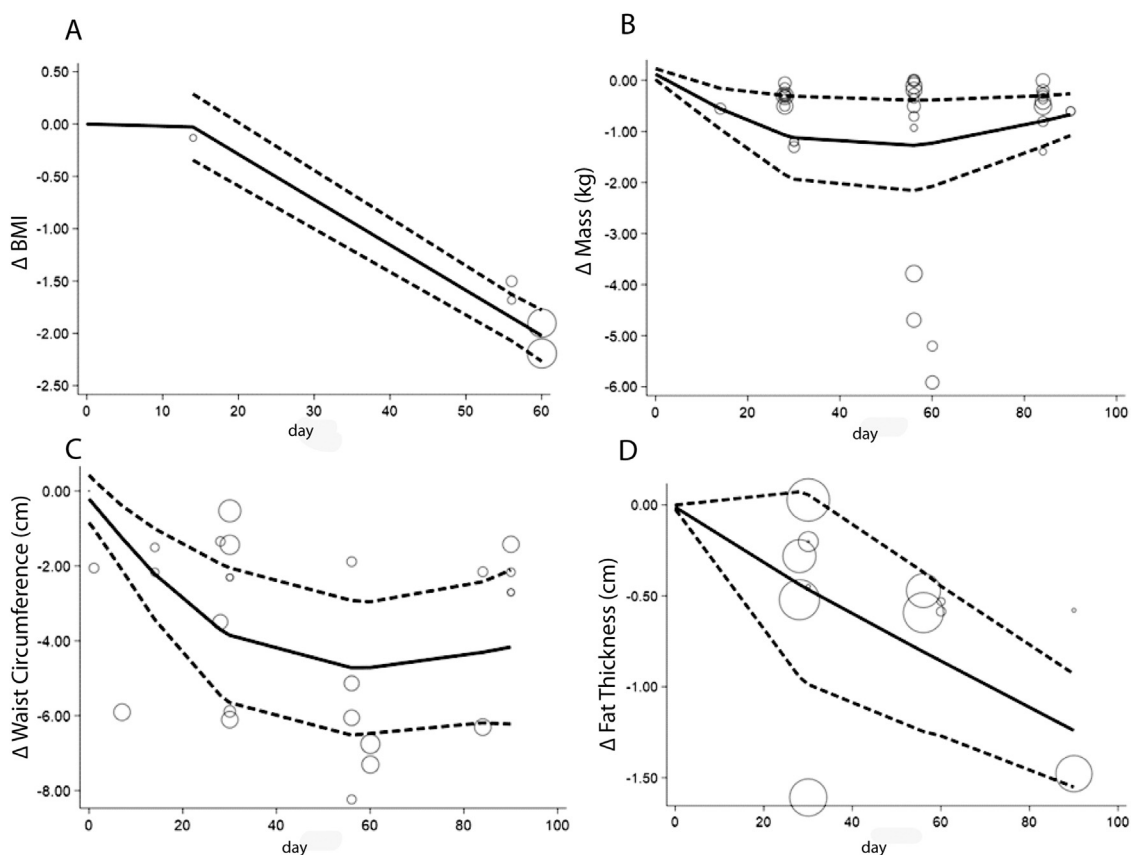 A
Δ BMI
0.50
0.00
-0.50
-1.00
-1.50
-2.00
-2.50
0 10 20 30 40 50 60
day
B
Δ Mass (kg)
0.00
-1.00
-2.00
-3.00
-4.00
-5.00
-6.00
0 20 40 60 80 100
day
C
Δ Waist Circumference (cm)
0.00
-2.00
-4.00
-6.00
-8.00
0 20 40 60 80 100
day
D
Δ Fat Thickness (cm)
0.00
-0.50
-1.00
-1.50
0 20 40 60 80 100
day